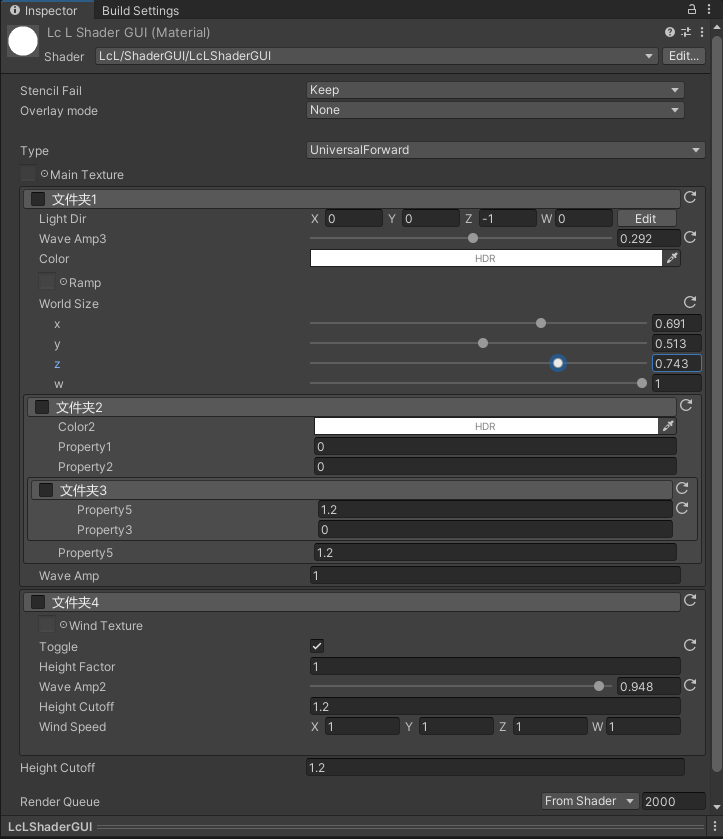 Inspector Build Settings
Lc L Shader GUI (Material)
Shader LcL/ShaderGUI/LcLShaderGUI Edit...
Stencil Fail Keep
Overlay mode None
Type UniversalForward
Main Texture
文件夹1
Light Dir X 0 Y 0 Z -1 W 0 Edit
Wave Amp3 0.292
Color HDR
Ramp
World Size
x 0.691
y 0.513
z 0.743
w 1
文件夹2
Color2 HDR
Property1 0
Property2 0
文件夹3
Property5 1.2
Property3 0
Property5 1.2
Wave Amp 1
文件夹4
Wind Texture
Toggle
Height Factor 1
Wave Amp2 0.948
Height Cutoff 1.2
Wind Speed X 1 Y 1 Z 1 W 1
Height Cutoff 1.2
Render Queue From Shader 2000
LcLShaderGUI